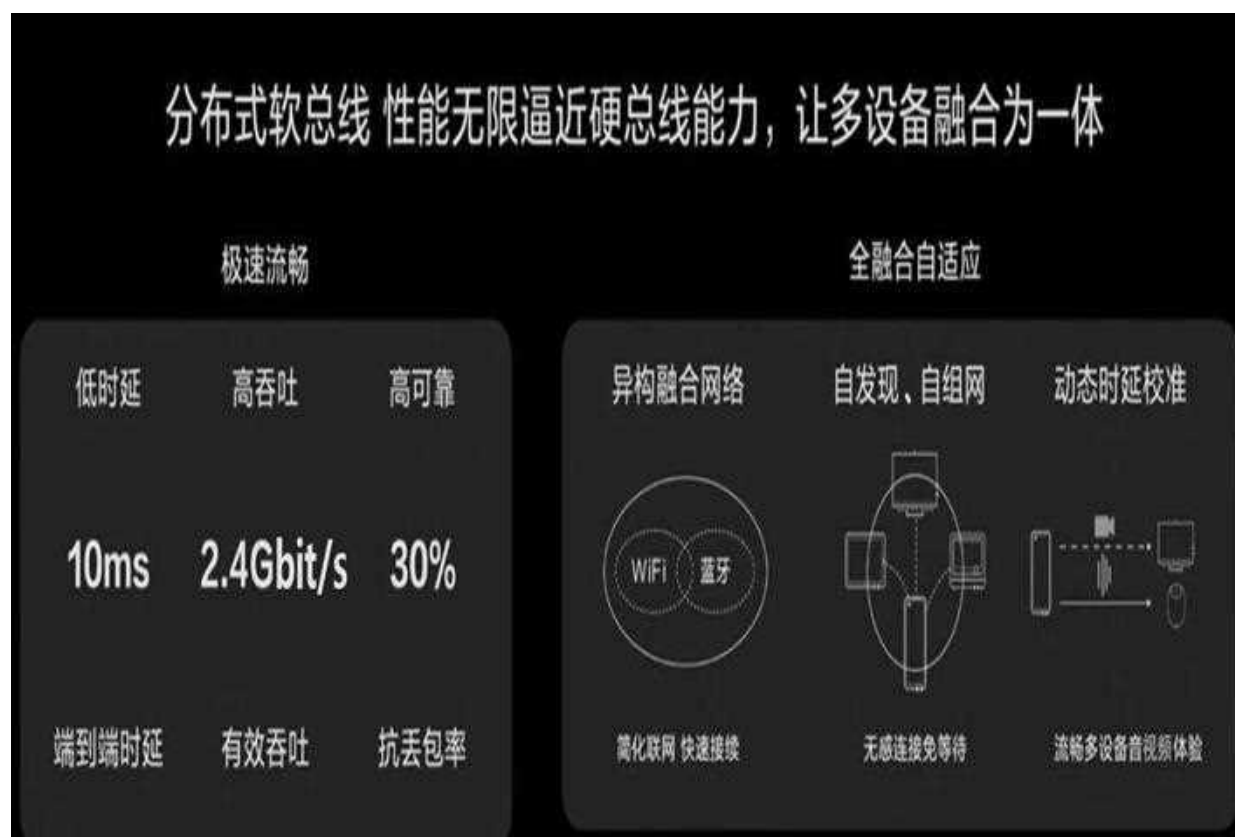 分布式软总线 性能无限逼近硬总线能力，让多设备融合为一体
极速流畅
低时延 高吞吐 高可靠
10ms 2.4Gbit/s 30%
端到端时延 有效吞吐 抗丢包率
全融合自适应
异构融合网络 自发现、自组网 动态时延校准
WiFi 蓝牙
简化联网 快速接续 无感连接免等待 流畅多设备音视频体验